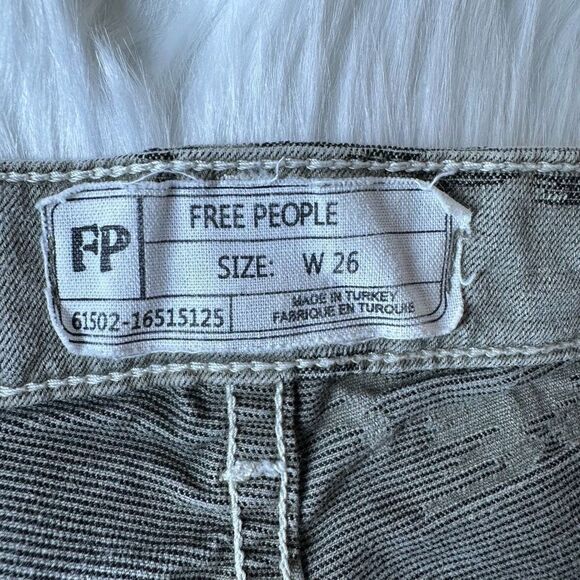 FP
FREE PEOPLE
SIZE: W 26
61502-16515125
MADE IN TURKEY
FABRIQUE EN TURQUIE